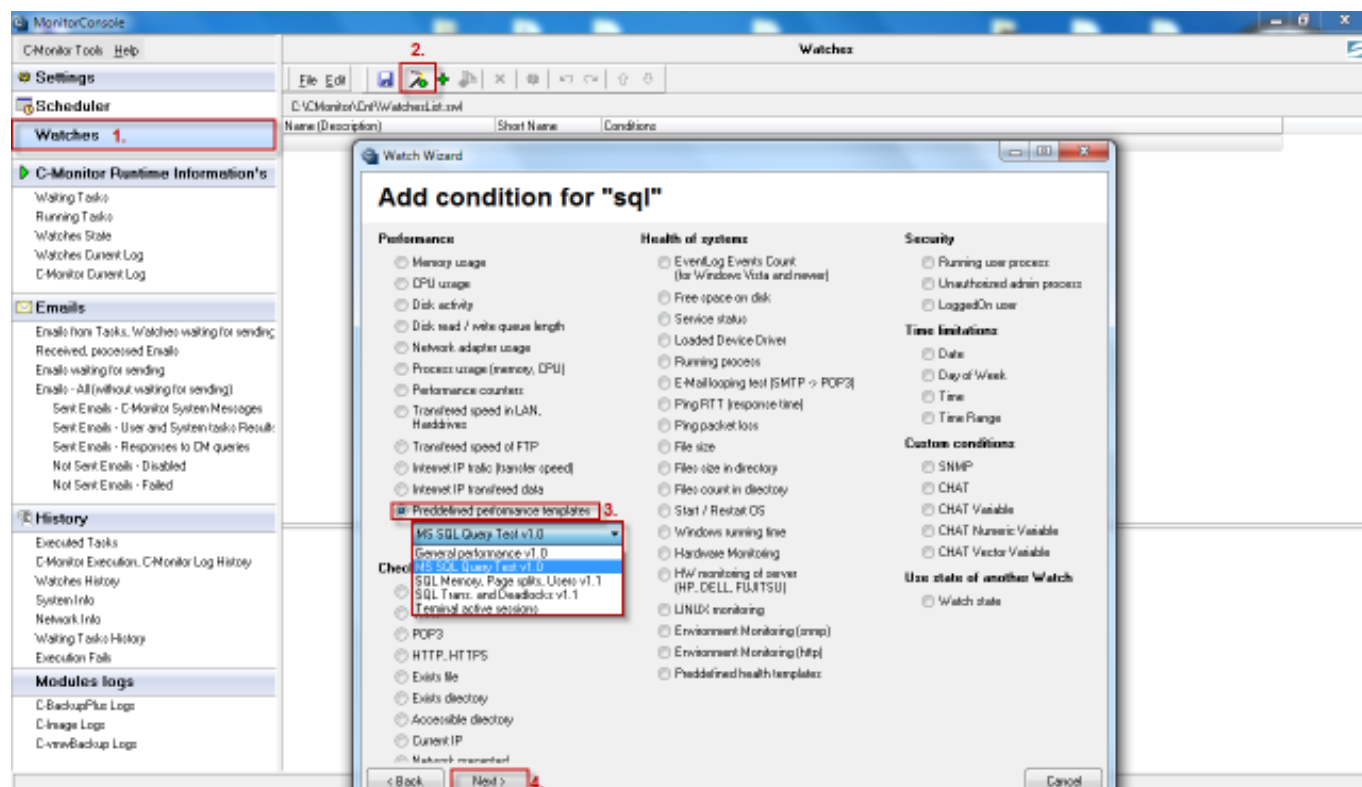 MonitorConsole
C-Monitor Tools Help
2.
Watches
Settings
File Edit
Scheduler
C:\CMonitor\Cnf\WatchesList.swl
Watches 1.
Name (Description) Short Name Conditions
Watch Wizard
C-Monitor Runtime Information's
Waiting Tasks
Running Tasks
Watches State
Watches Current Log
C-Monitor Current Log
Emails
Emails from Tasks, Watches waiting for sending
Received, processed Emails
Emails waiting for sending
Emails - All (without waiting for sending)
Sent Emails - C-Monitor System Messages
Sent Emails - User and System tasks Result
Sent Emails - Responses to CM queries
Not Sent Emails - Disabled
Not Sent Emails - Failed
History
Executed Tasks
C-Monitor Execution, C-Monitor Log History
Watches History
System Info
Network Info
Waiting Tasks History
Execution Fails
Modules logs
C-BackupPlus Logs
C-Image Logs
C-vmwBackup Logs
Add condition for "sql"
Performance
Memory usage
CPU usage
Disk activity
Disk read / write queue length
Network adapter usage
Process usage (memory, CPU)
Performance counters
Transfered speed in LAN,
Harddrives
Transfered speed of FTP
Internet IP trafic (transfer speed)
Internet IP transfered data
Preddefined perfomance templates 3.
MS SQL Query Test v1.0
General performance v1.0
MS SQL Query Test v1.0
SQL Memory, Page splits, Users v1.1
SQL Trans. and Deadlocks v1.1
Terminal active sessions
POP3
HTTP, HTTPS
Exists file
Exists directory
Accessible directory
Current IP
Network connected
Health of systems
EventLog Events Count
(for Windows Vista and newer)
Free space on disk
Service status
Loaded Device Driver
Running process
E-Mail looping test (SMTP -> POP3)
Ping RTT (response time)
Ping packet loss
File size
Files size in directory
Files count in directory
Start / Restart OS
Windows running time
Hardware Monitoring
HW monitoring of server
(HP, DELL, FUJITSU)
LINUX monitoring
Environment Monitoring (snmp)
Environment Monitoring (http)
Preddefined health templates
Security
Running user process
Unauthorized admin process
LoggedOn user
Time limitations
Date
Day of Week
Time
Time Range
Custom conditions
SNMP
CHAT
CHAT Variable
CHAT Numeric Variable
CHAT Vector Variable
Use state of another Watch
Watch state
< Back Next > 4. Cancel